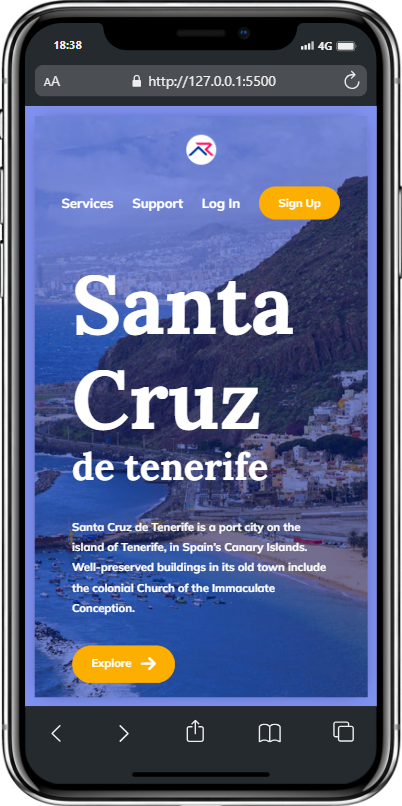 18:38
4G
AA
http://127.0.0.1:5500
Services Support Log In Sign Up
Santa
Cruz
de tenerife
Santa Cruz de Tenerife is a port city on the
island of Tenerife, in Spain's Canary Islands.
Well-preserved buildings in its old town include
the colonial Church of the Immaculate
Conception.
Explore